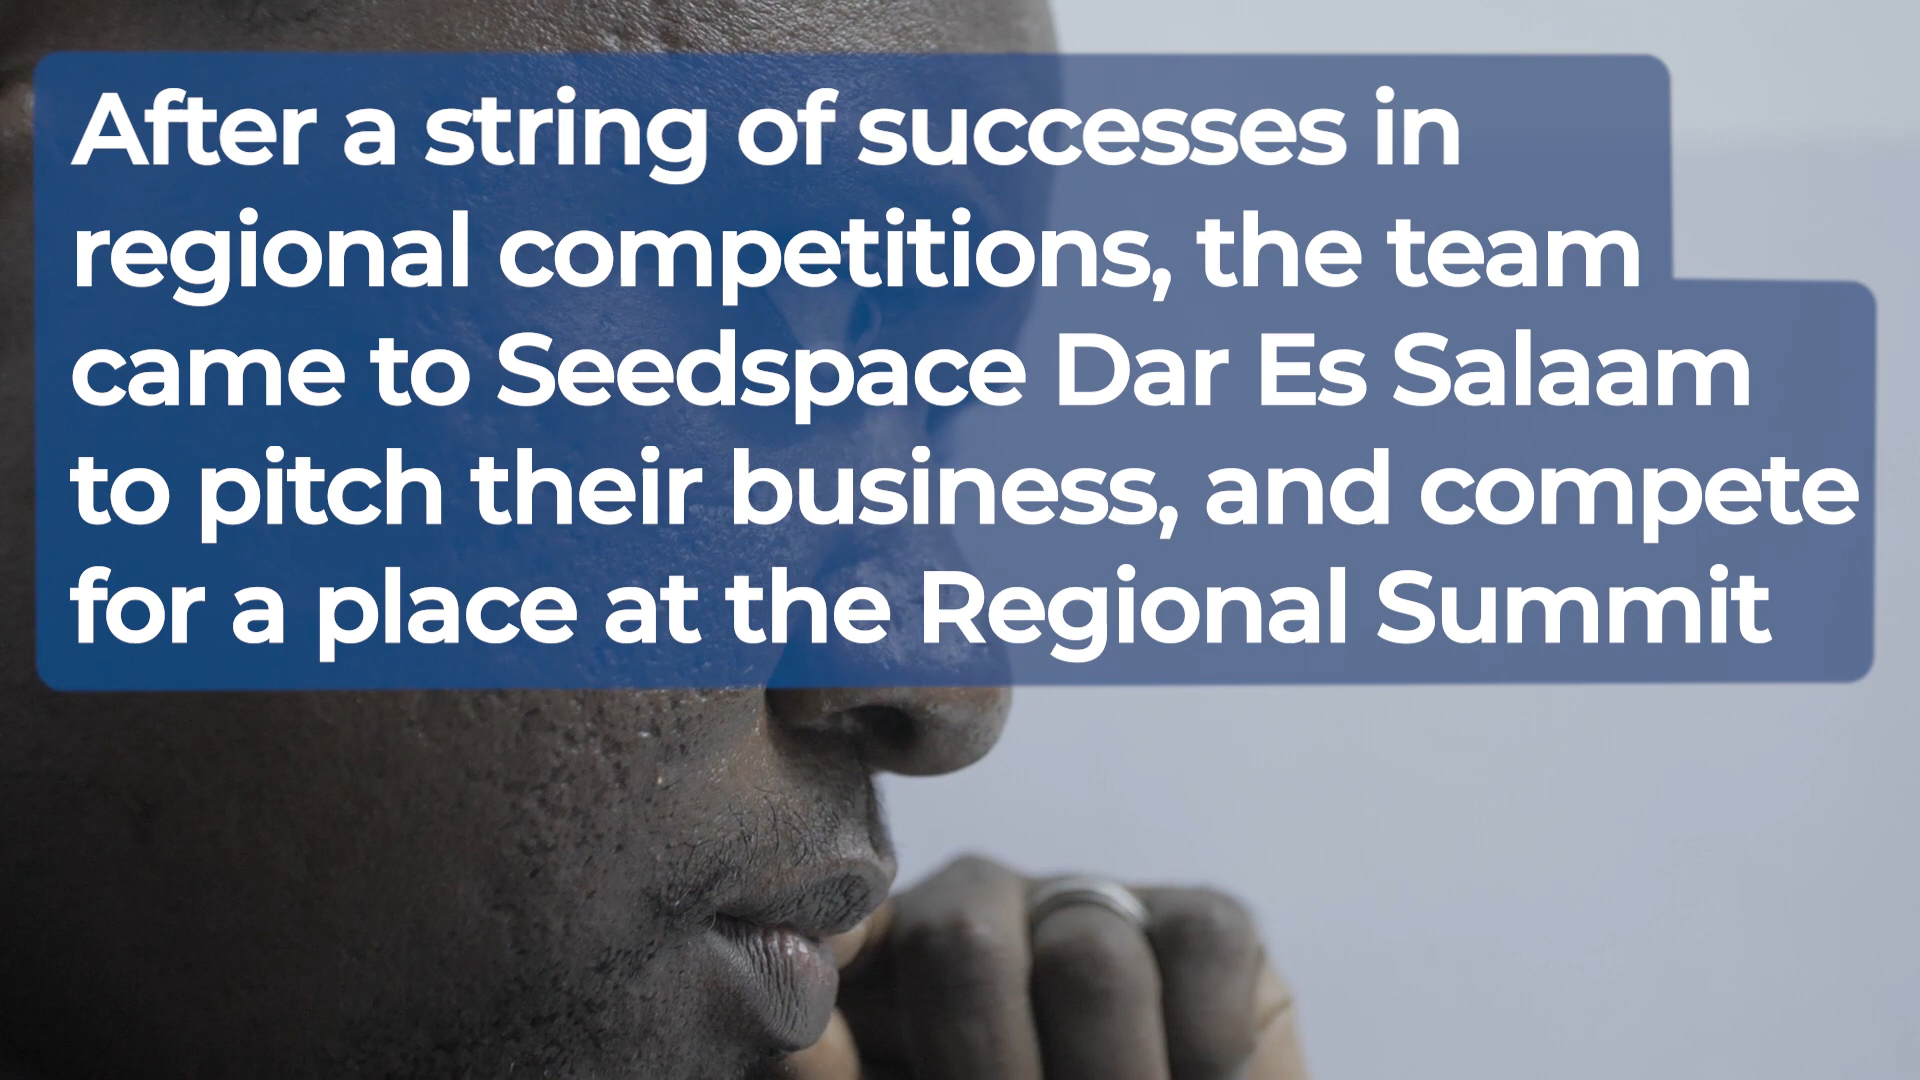 After a string of successes in
regional competitions, the team
came to Seedspace Dar Es Salaam
to pitch their business, and compete
for a place at the Regional Summit